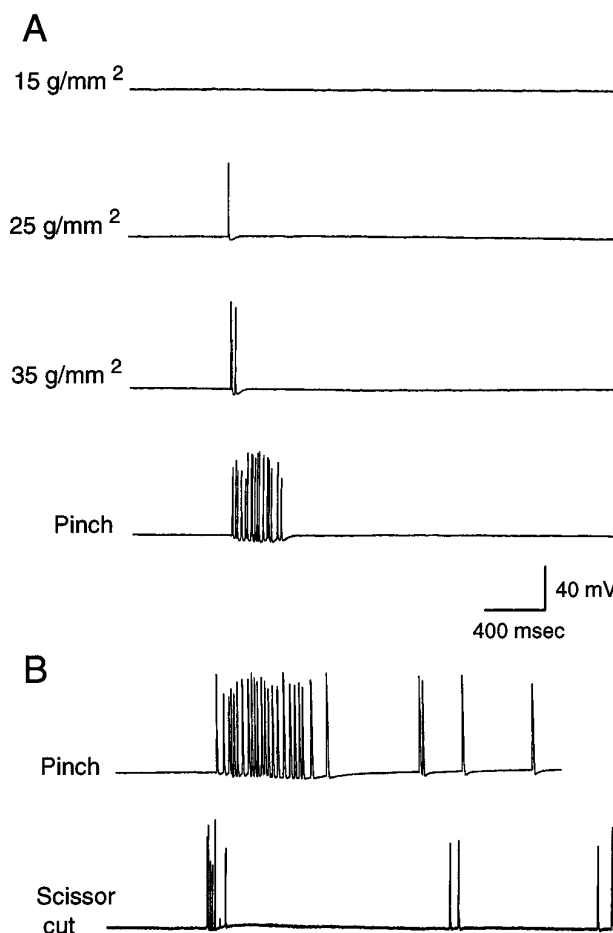 A
15 g/mm 2
25 g/mm 2
35 g/mm 2
Pinch
40 mV
400 msec
B
Pinch
Scissor
cut